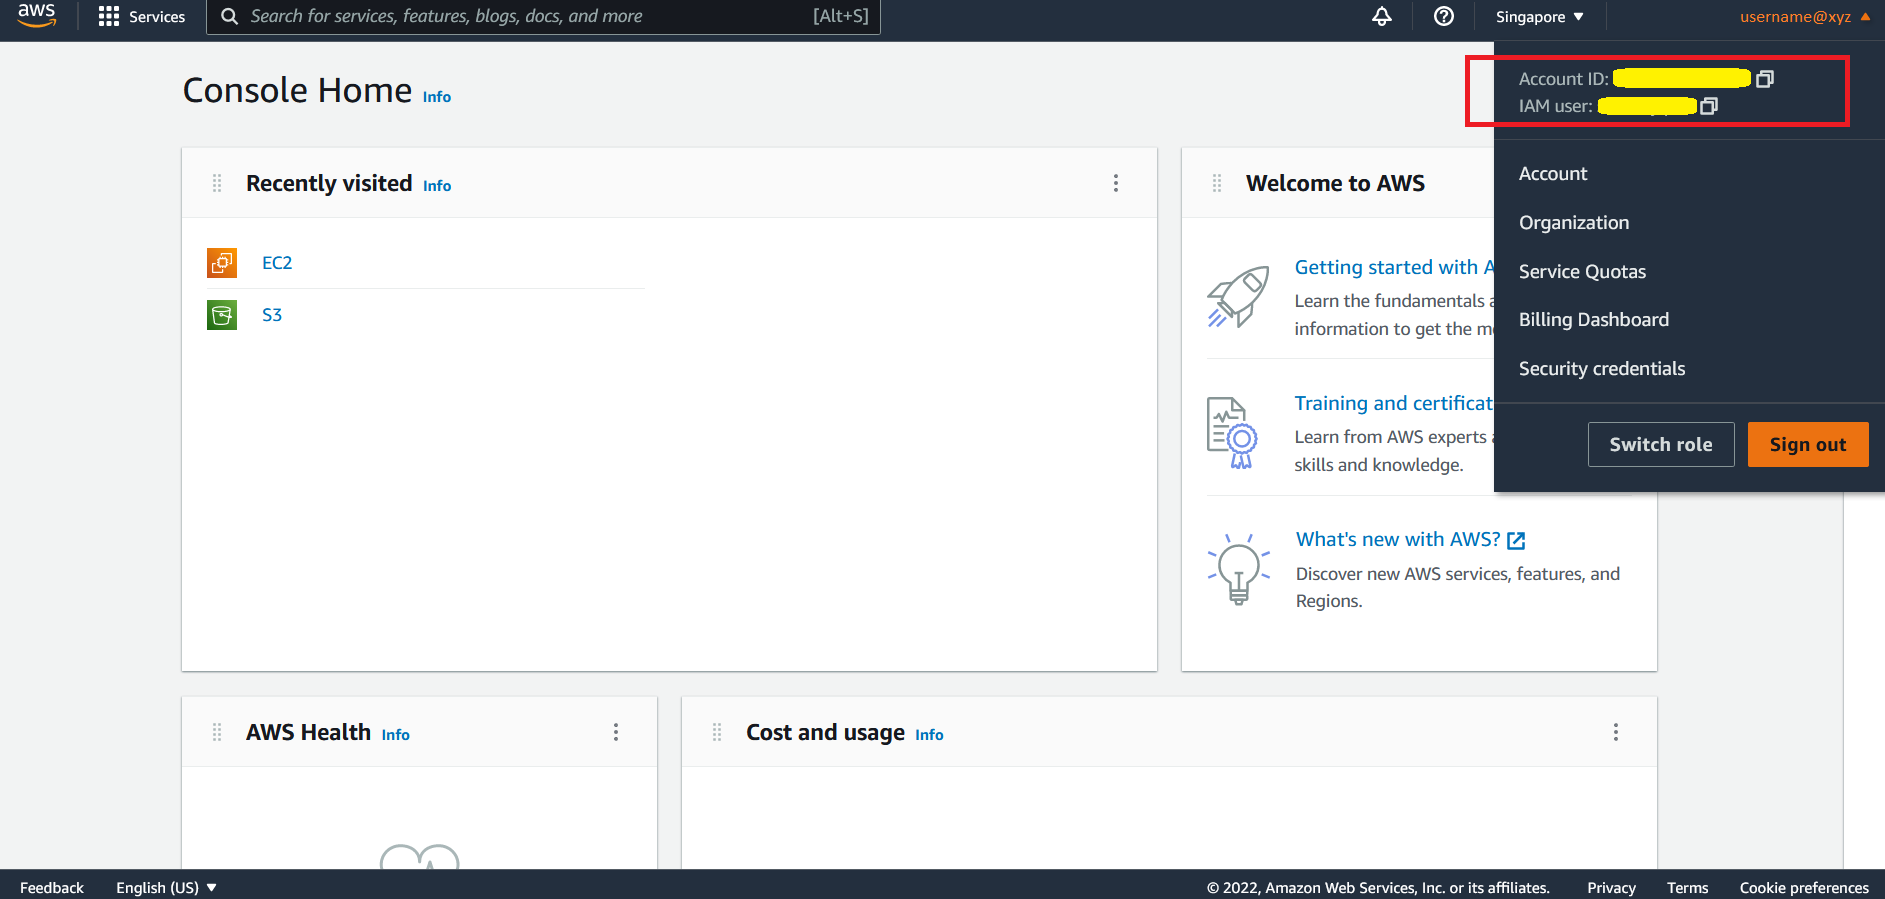 aws
Services
Search for services, features, blogs, docs, and more
[Alt+S]
Singapore
username@xyz
Account ID:
IAM user:
Account
Organization
Service Quotas
Billing Dashboard
Security credentials
Switch role
Sign out
Console Home Info
Recently visited Info
EC2
S3
Welcome to AWS
Getting started with A
Learn the fundamentals a
information to get the m
Training and certificat
Learn from AWS experts a
skills and knowledge.
What's new with AWS?
Discover new AWS services, features, and
Regions.
AWS Health Info
Cost and usage Info
Feedback
English (US)
© 2022, Amazon Web Services, Inc. or its affiliates.
Privacy
Terms
Cookie preferences